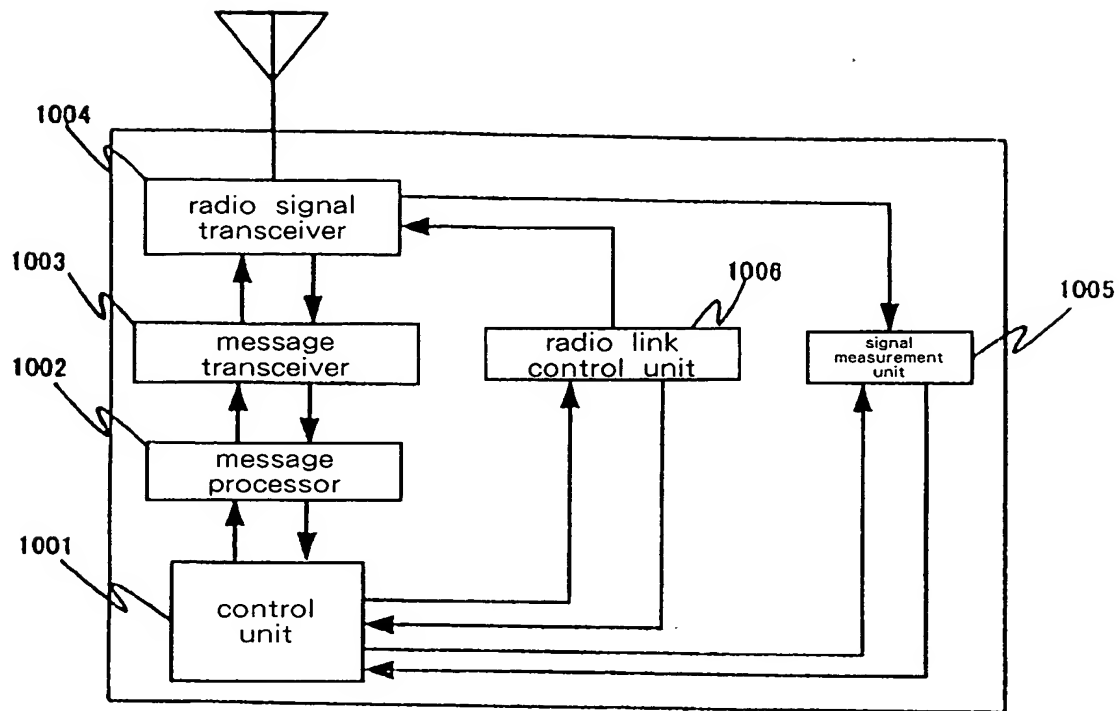 1004
radio signal
transceiver
1003
1006
1005
message
transceiver
radio link
control unit
signal
measurement
unit
1002
message
processor
1001
control
unit